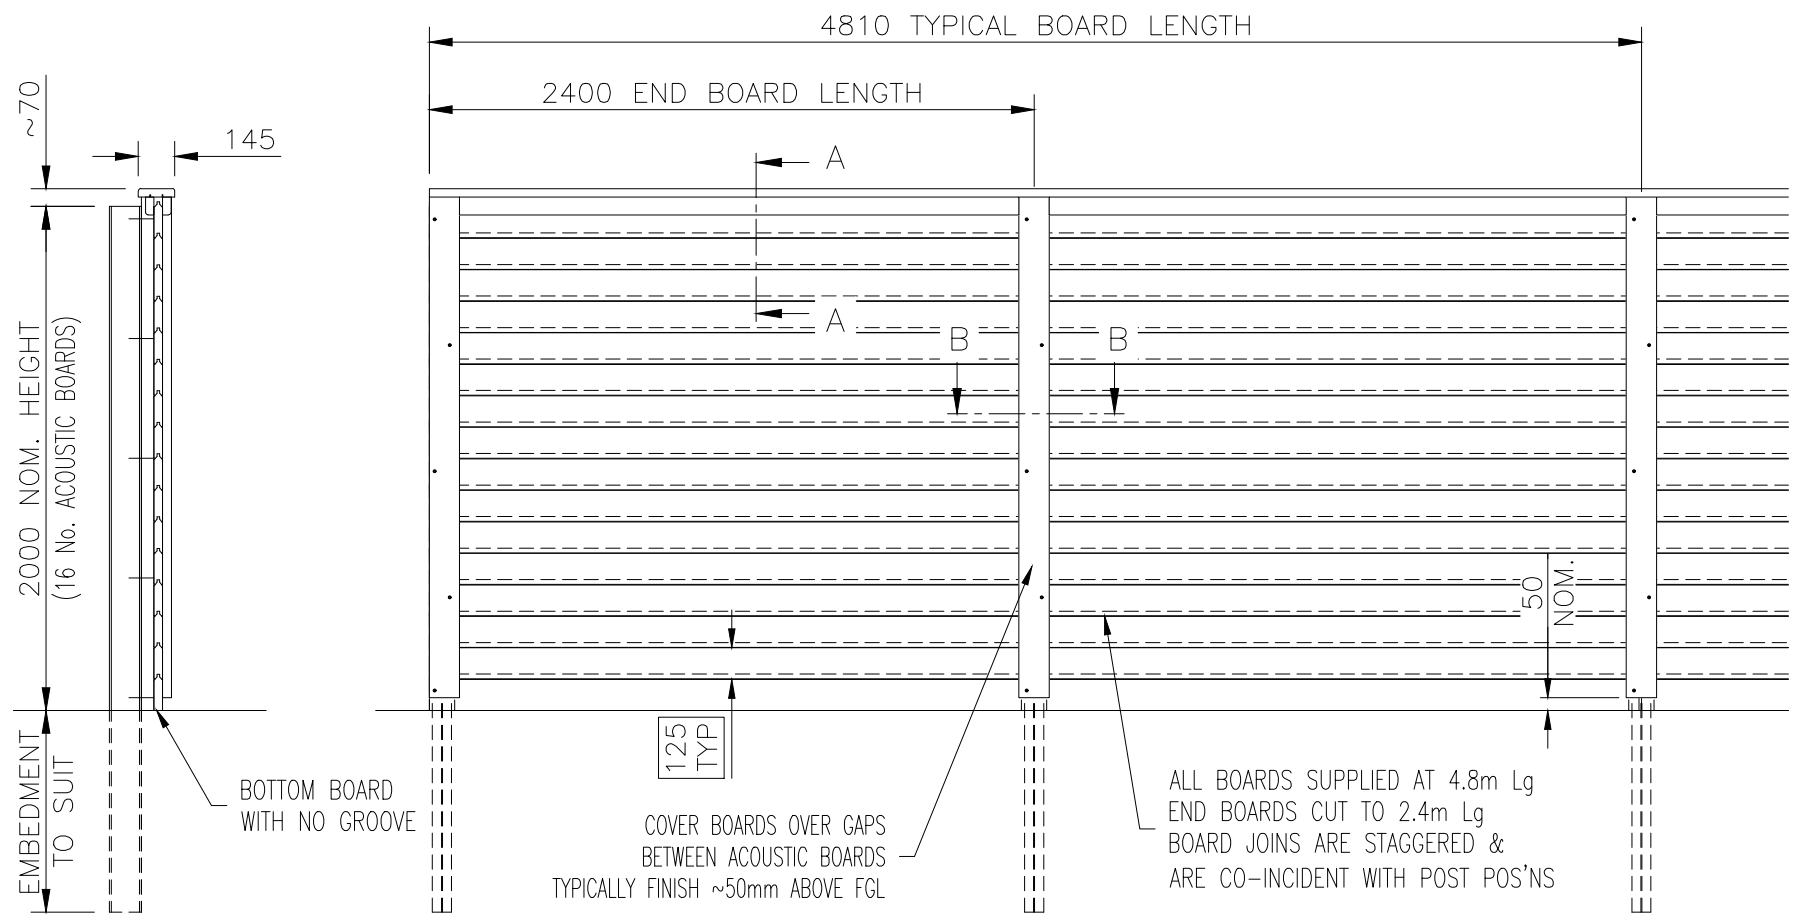 4810 TYPICAL BOARD LENGTH
2400 END BOARD LENGTH
~70
145
A
A
B
B
2000 NOM. HEIGHT
(16 No. ACOUSTIC BOARDS)
50
NOM.
125
TYP
EMBEDMENT
TO SUIT
BOTTOM BOARD
WITH NO GROOVE
COVER BOARDS OVER GAPS
BETWEEN ACOUSTIC BOARDS
TYPICALLY FINISH ~50mm ABOVE FGL
ALL BOARDS SUPPLIED AT 4.8m Lg
END BOARDS CUT TO 2.4m Lg
BOARD JOINS ARE STAGGERED &
ARE CO-INCIDENT WITH POST POS'NS